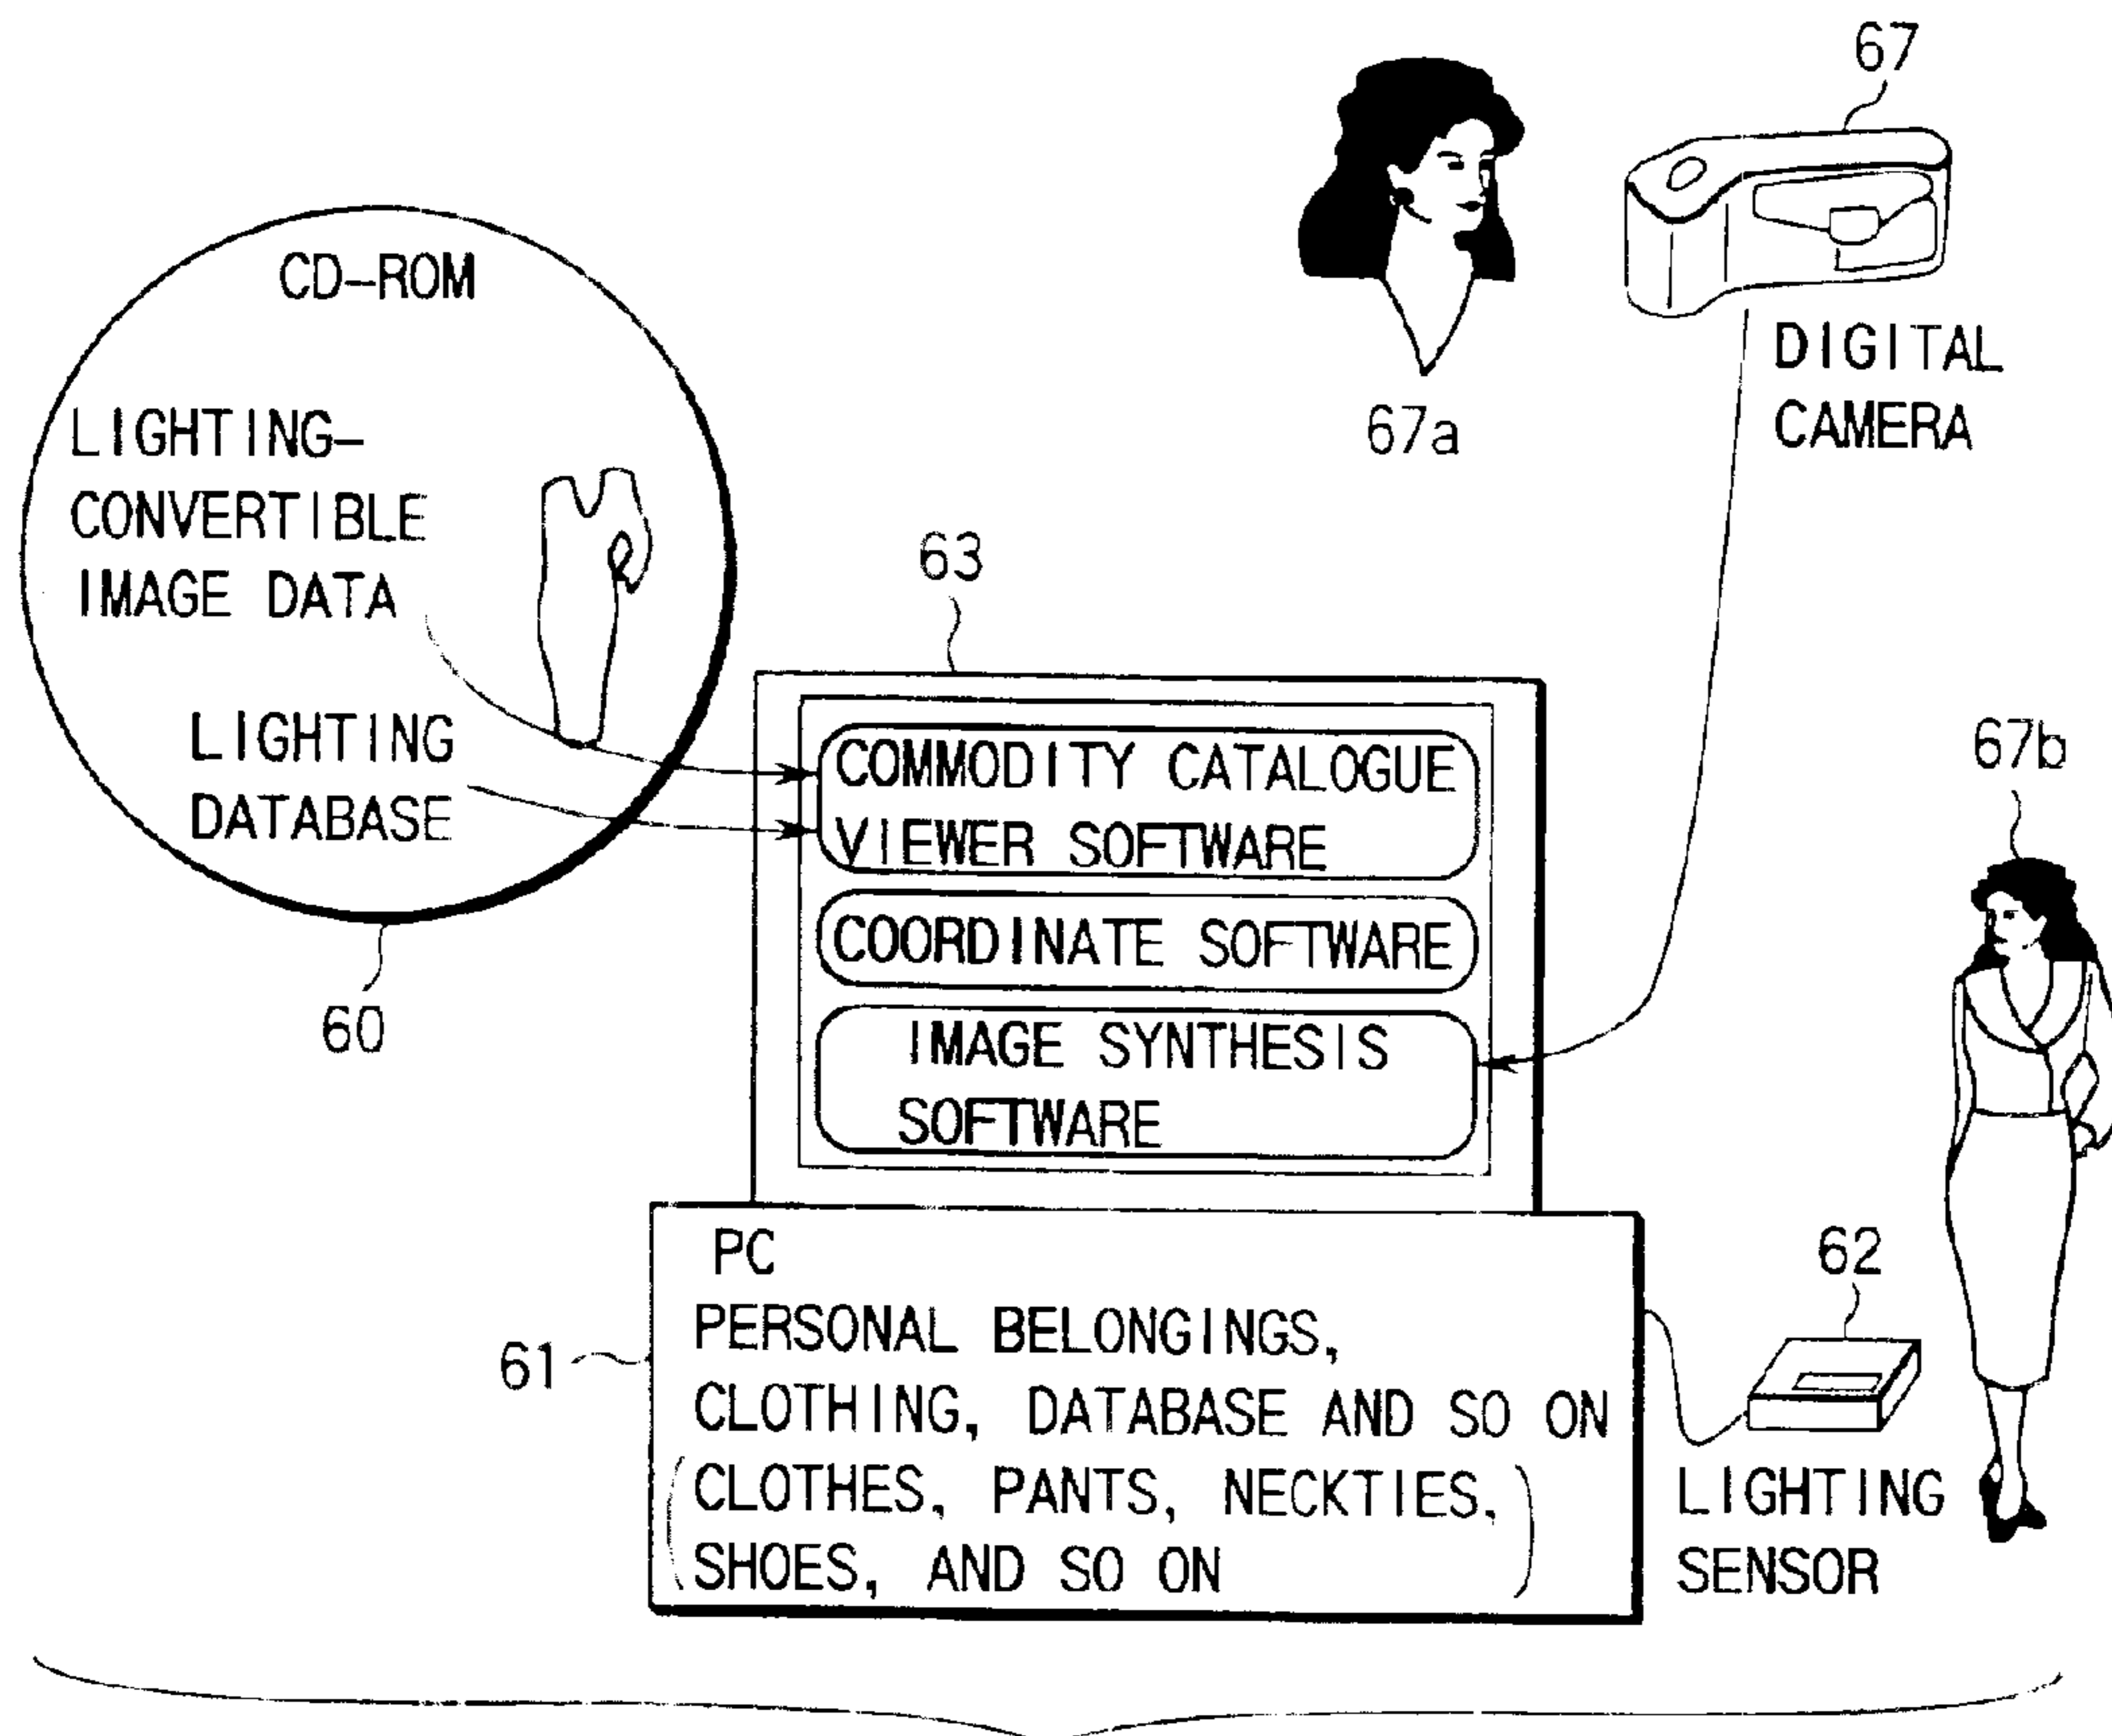 67
CD-ROM
LIGHTING-
CONVERTIBLE
IMAGE DATA
LIGHTING
DATABASE
60
67a
DIGITAL
CAMERA
63
COMMODITY CATALOGUE
VIEWER SOFTWARE
COORDINATE SOFTWARE
IMAGE SYNTHESIS
SOFTWARE
67b
PC
PERSONAL BELONGINGS,
CLOTHING, DATABASE AND SO ON
(CLOTHES, PANTS, NECKTIES,
SHOES, AND SO ON)
61
62
LIGHTING
SENSOR